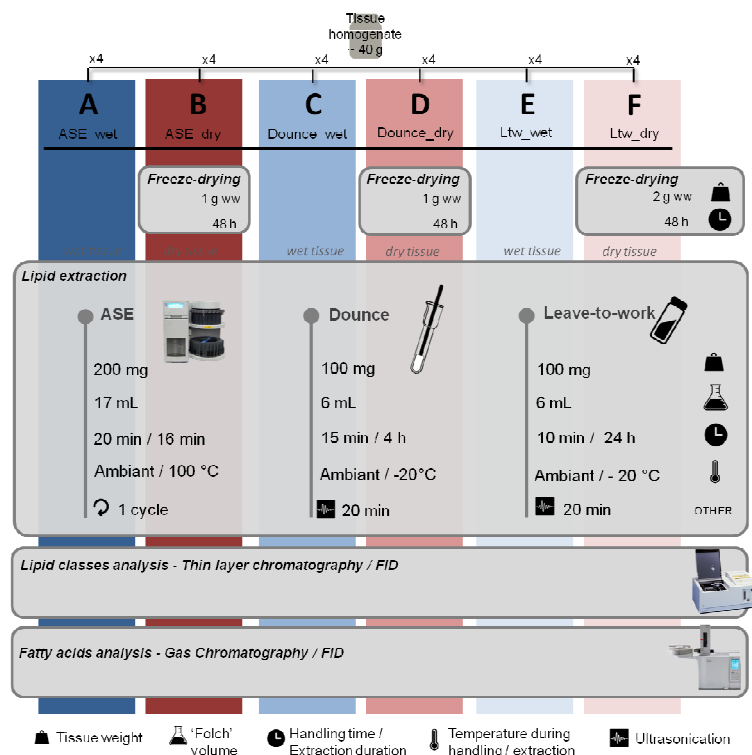 Tissue
homogenate
~ 40 g
x4 x4 x4 x4 x4 x4
A B C D E F
ASE_wet ASE_dry Dounce_wet Dounce_dry Ltw_wet Ltw_dry
Freeze-drying Freeze-drying Freeze-drying
1 g ww 1 g ww 2 g ww
48 h 48 h 48 h
wet tissue dry tissue wet tissue dry tissue wet tissue dry tissue
Lipid extraction
ASE Dounce Leave-to-work
200 mg 100 mg 100 mg
17 mL 6 mL 6 mL
20 min / 16 min 15 min / 4 h 10 min / 24 h
Ambiant / 100 °C Ambiant / -20°C Ambiant / - 20 °C
1 cycle 20 min 20 min OTHER
Lipid classes analysis - Thin layer chromatography / FID
Fatty acids analysis - Gas Chromatography / FID
Tissue weight
'Folch'
volume
Handling time /
Extraction duration
Temperature during
handling / extraction
Ultrasonication